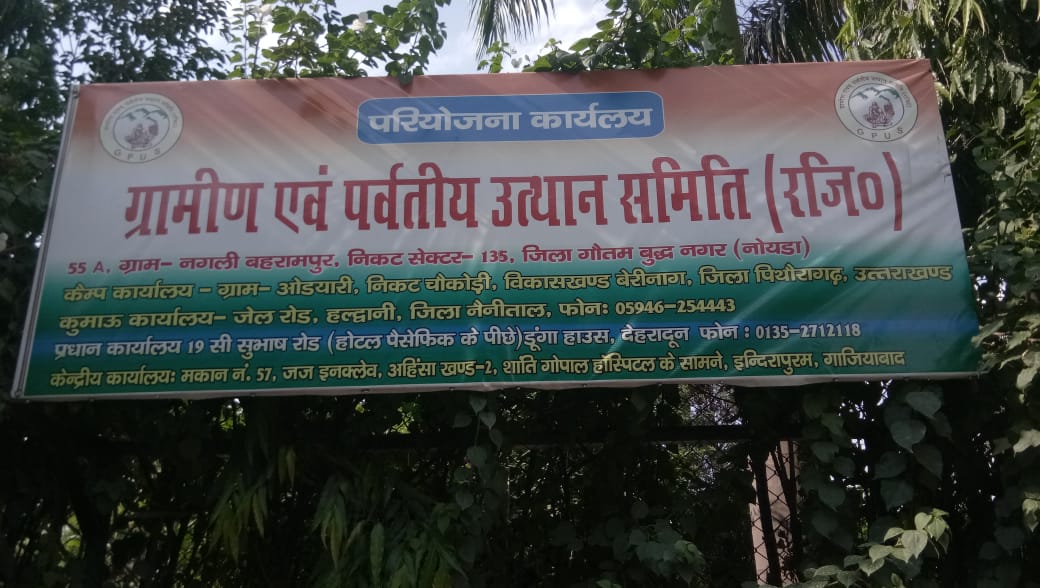 परियोजना कार्यलय
ग्रामीण एवं पर्वतीय उत्थान समिति (रजि०)
55 A, ग्राम- नगली बहरामपुर, निकट सेक्टर- 135, जिला गौतम बुद्ध नगर (नोयडा)
कैम्प कार्यालय - ग्राम- ओडयारी, निकट चौकोड़ी, विकासखण्ड बेरीनाग, जिला पिथौरागढ़, उत्तराखण्ड
कुमाऊ कार्यालय- जेल रोड, हल्द्वानी, जिला नैनीताल, फोनः 05946-254443
प्रधान कार्यालय 19 सी सुभाष रोड (होटल पैसेफिक के पीछे)डूंगा हाउस, देहरादून फोन : 0135-2712118
केन्द्रीय कार्यालयः मकान नं. 57, जज इनक्लेव, अहिंसा खण्ड-2, शांति गोपाल हॉस्पिटल के सामने, इन्दिरापुरम, गाजियाबाद
GPUS
GPUS